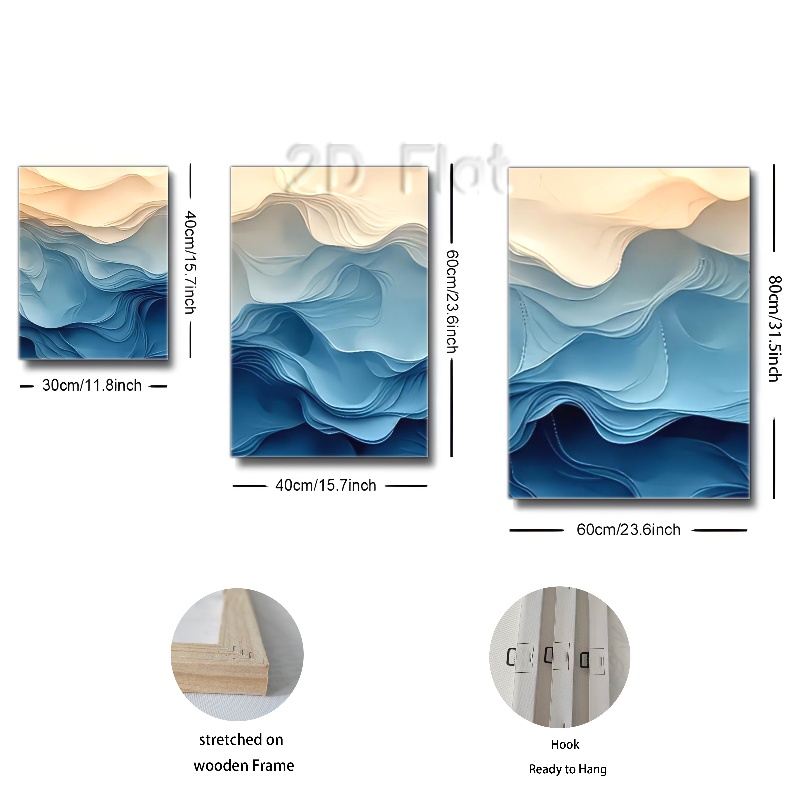 2D Flat
40cm/15.7inch
30cm/11.8inch
60cm/23.6inch
40cm/15.7inch
80cm/31.5inch
60cm/23.6inch
stretched on
wooden Frame
Hook
Ready to Hang